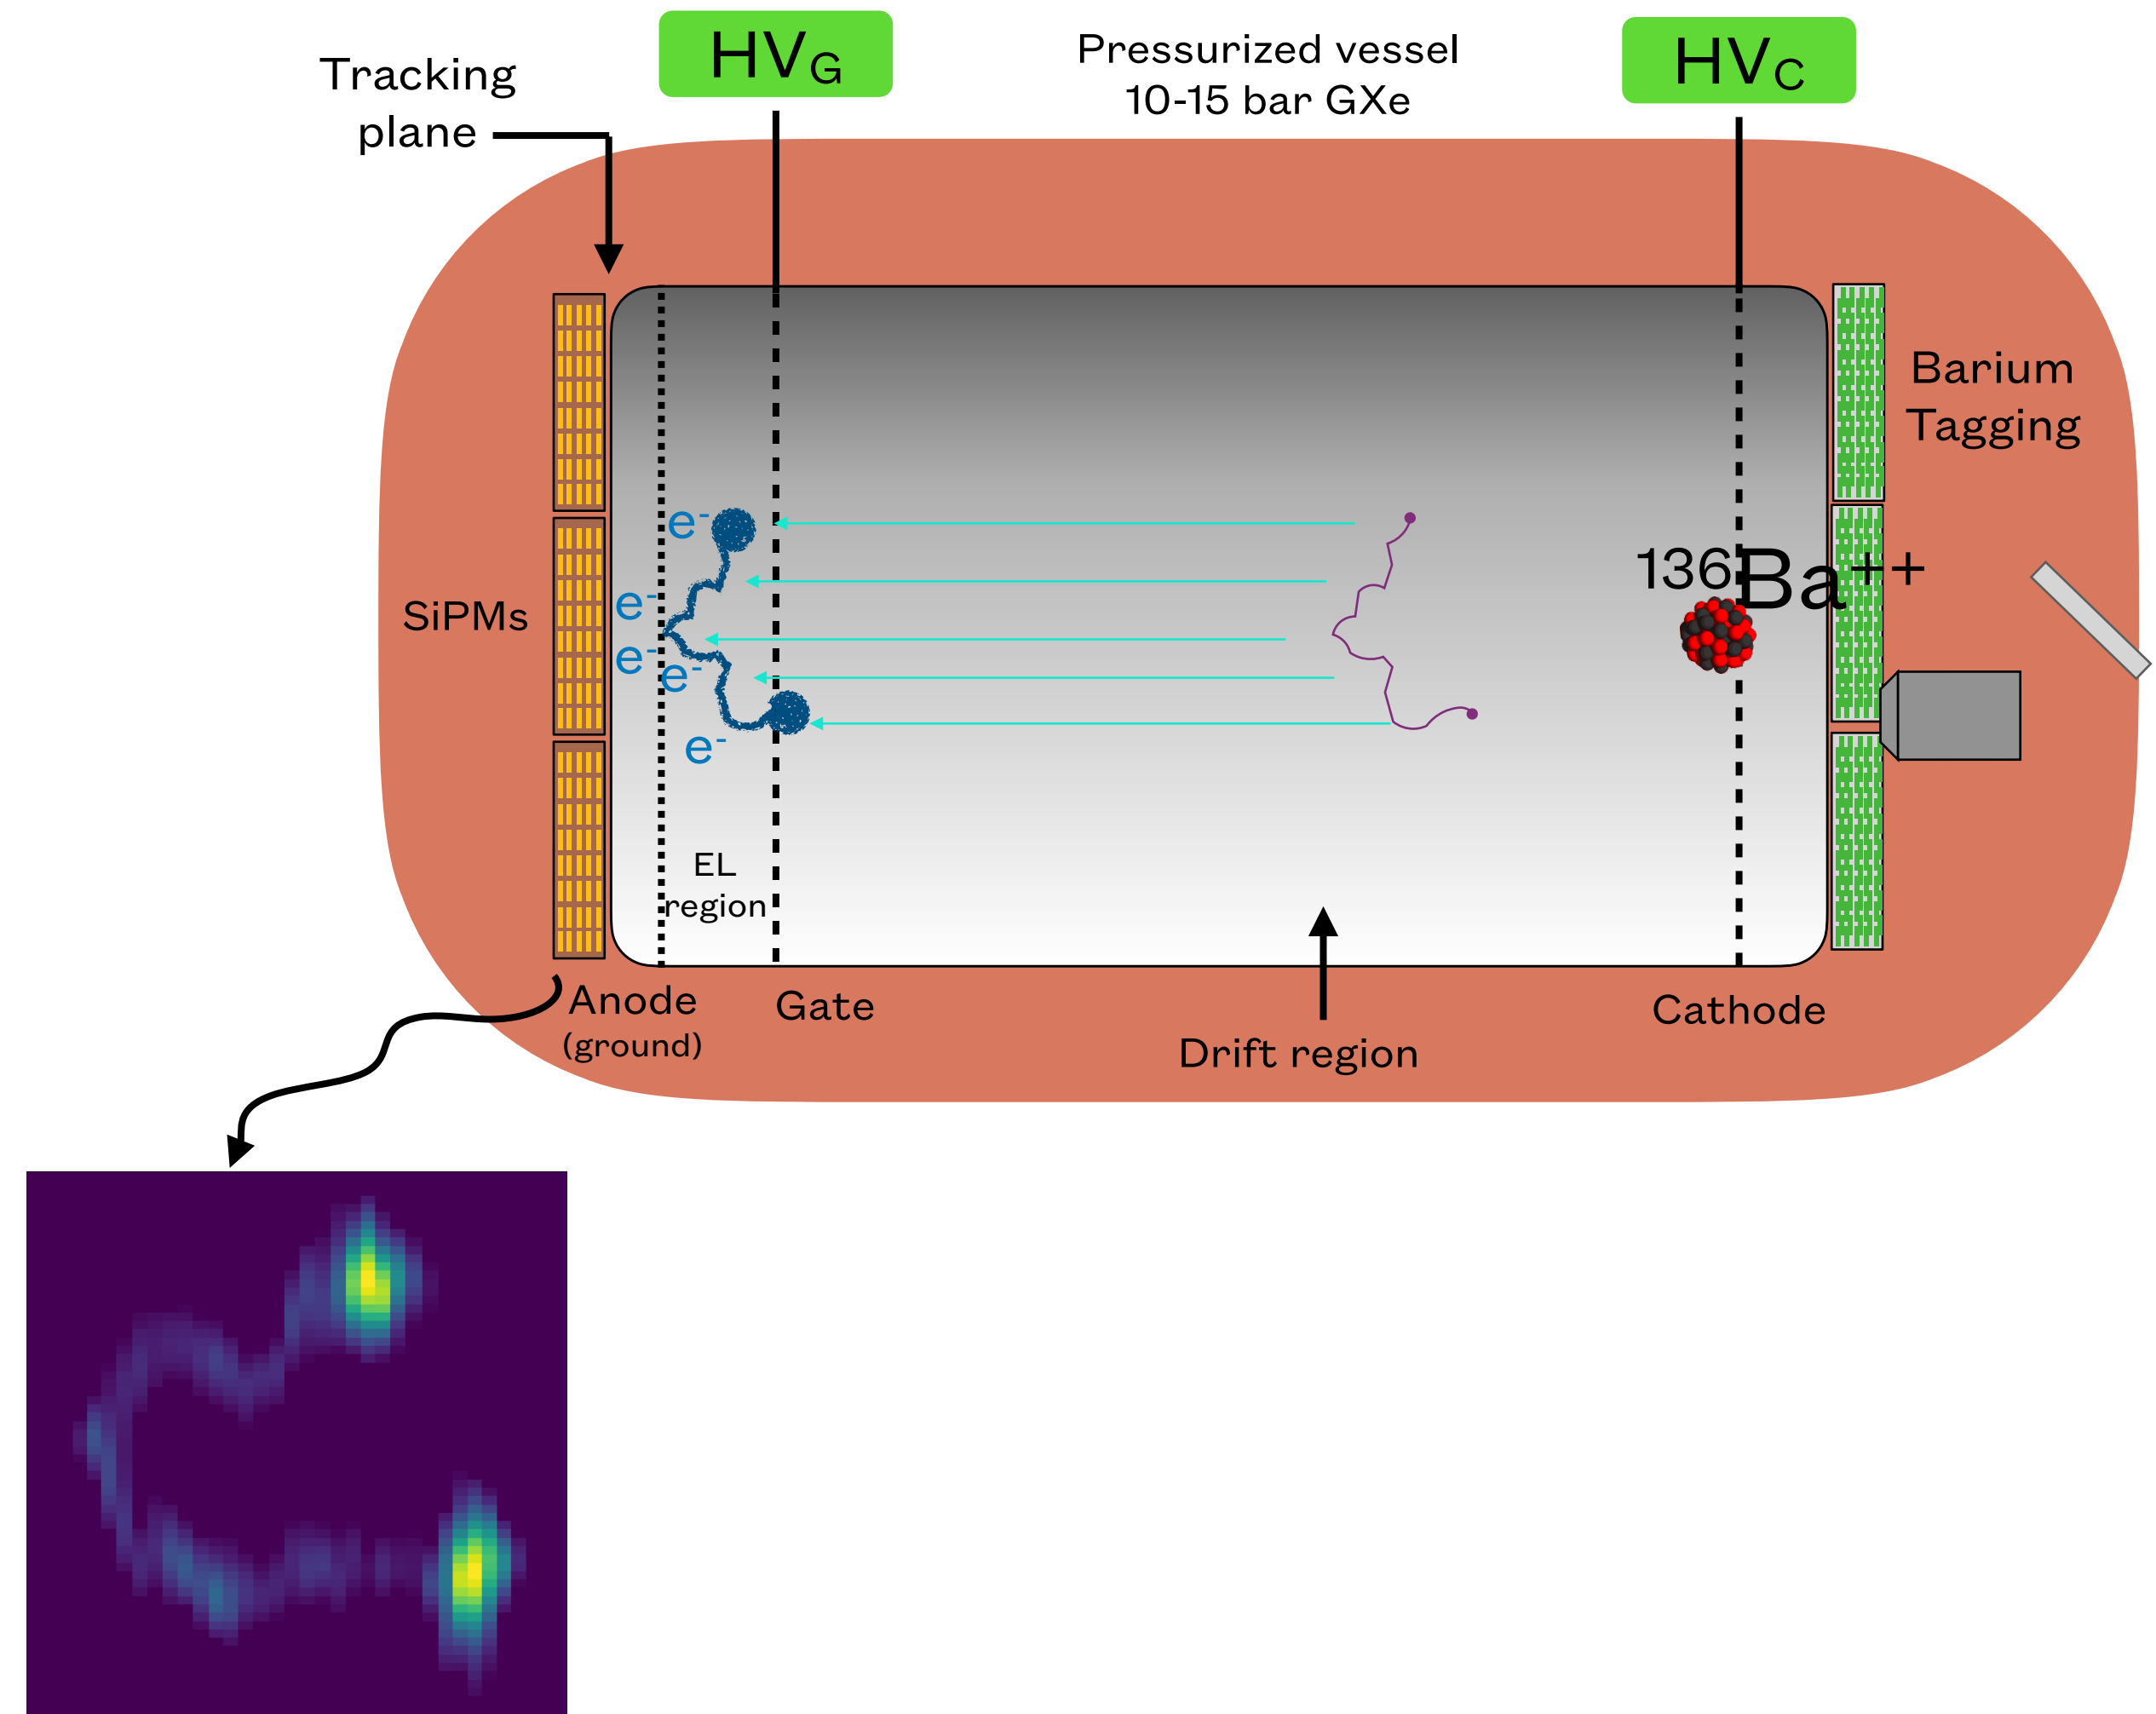 Tracking
plane
HVG
Pressurized vessel
10-15 bar GXe
HVC
Barium
Tagging
SiPMs
e-
e-
e-
e-
e-
136Ba++
EL
region
Anode
(ground)
Gate
Drift region
Cathode